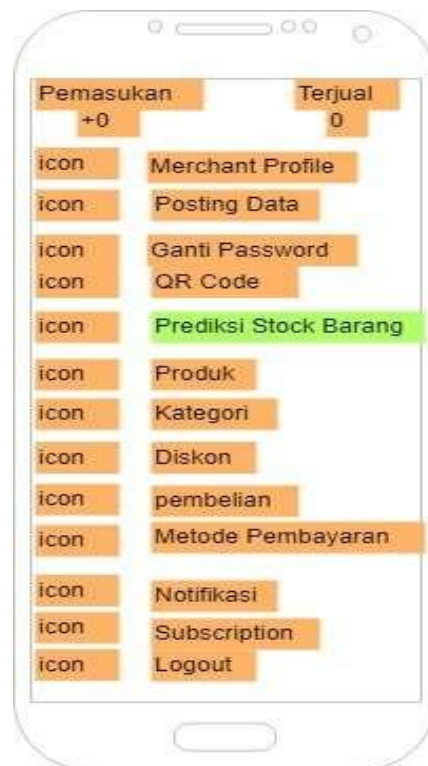 Pemasukan Terjual
+0 0
icon Merchant Profile
icon Posting Data
icon Ganti Password
icon QR Code
icon Prediksi Stock Barang
icon Produk
icon Kategori
icon Diskon
icon pembelian
icon Metode Pembayaran
icon Notifikasi
icon Subscription
icon Logout